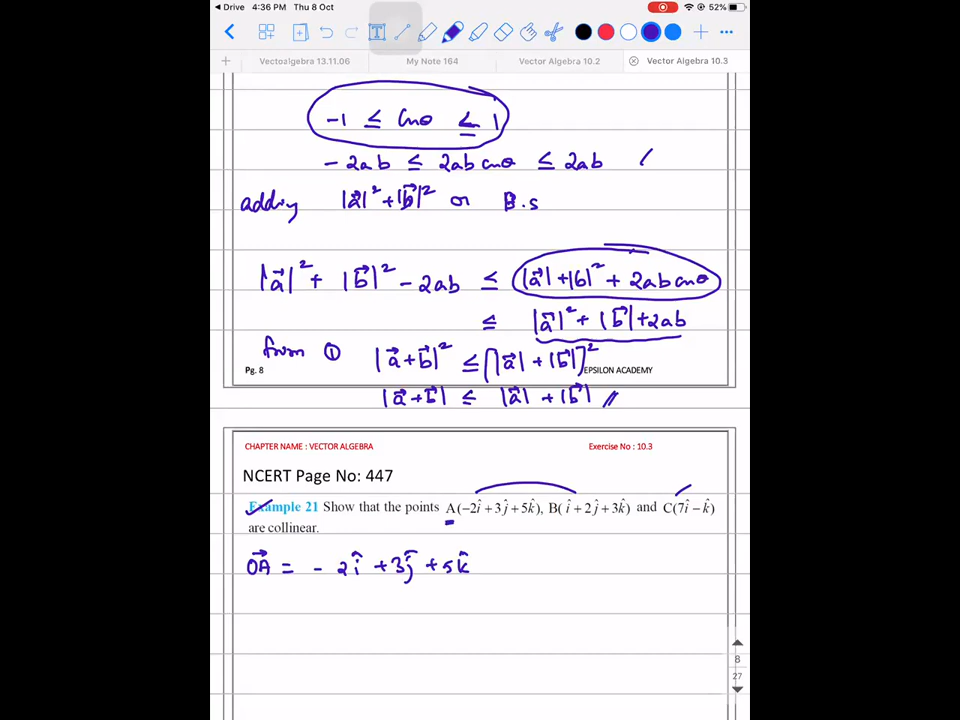 Drive 4:36 PM Thu 8 Oct 52%
Vectoalgebra 13.11.06 My Note 164 Vector Algebra 10.2 Vector Algebra 10.3
-1 ≤ Cosθ ≤ 1
- 2ab ≤ 2ab cosθ ≤ 2ab
adding |a⃗|² + |b⃗|² on B.s
|a⃗|² + |b⃗|² - 2ab ≤ |a⃗| + |b|² + 2ab cosθ
≤ |a⃗|² + |b⃗| + 2ab
from ① |a⃗ + b⃗|² ≤ [|a⃗| + |b⃗|]²
Pg. 8 EPSILON ACADEMY
|a⃗ + b⃗| ≤ |a⃗| + |b⃗| //
CHAPTER NAME : VECTOR ALGEBRA Exercise No : 10.3
NCERT Page No: 447
Example 21 Show that the points A(-2î + 3ĵ + 5k̂), B(î + 2ĵ + 3k̂) and C(7î - k̂)
are collinear.
OA⃗ = - 2î + 3ĵ + 5k̂
8
27